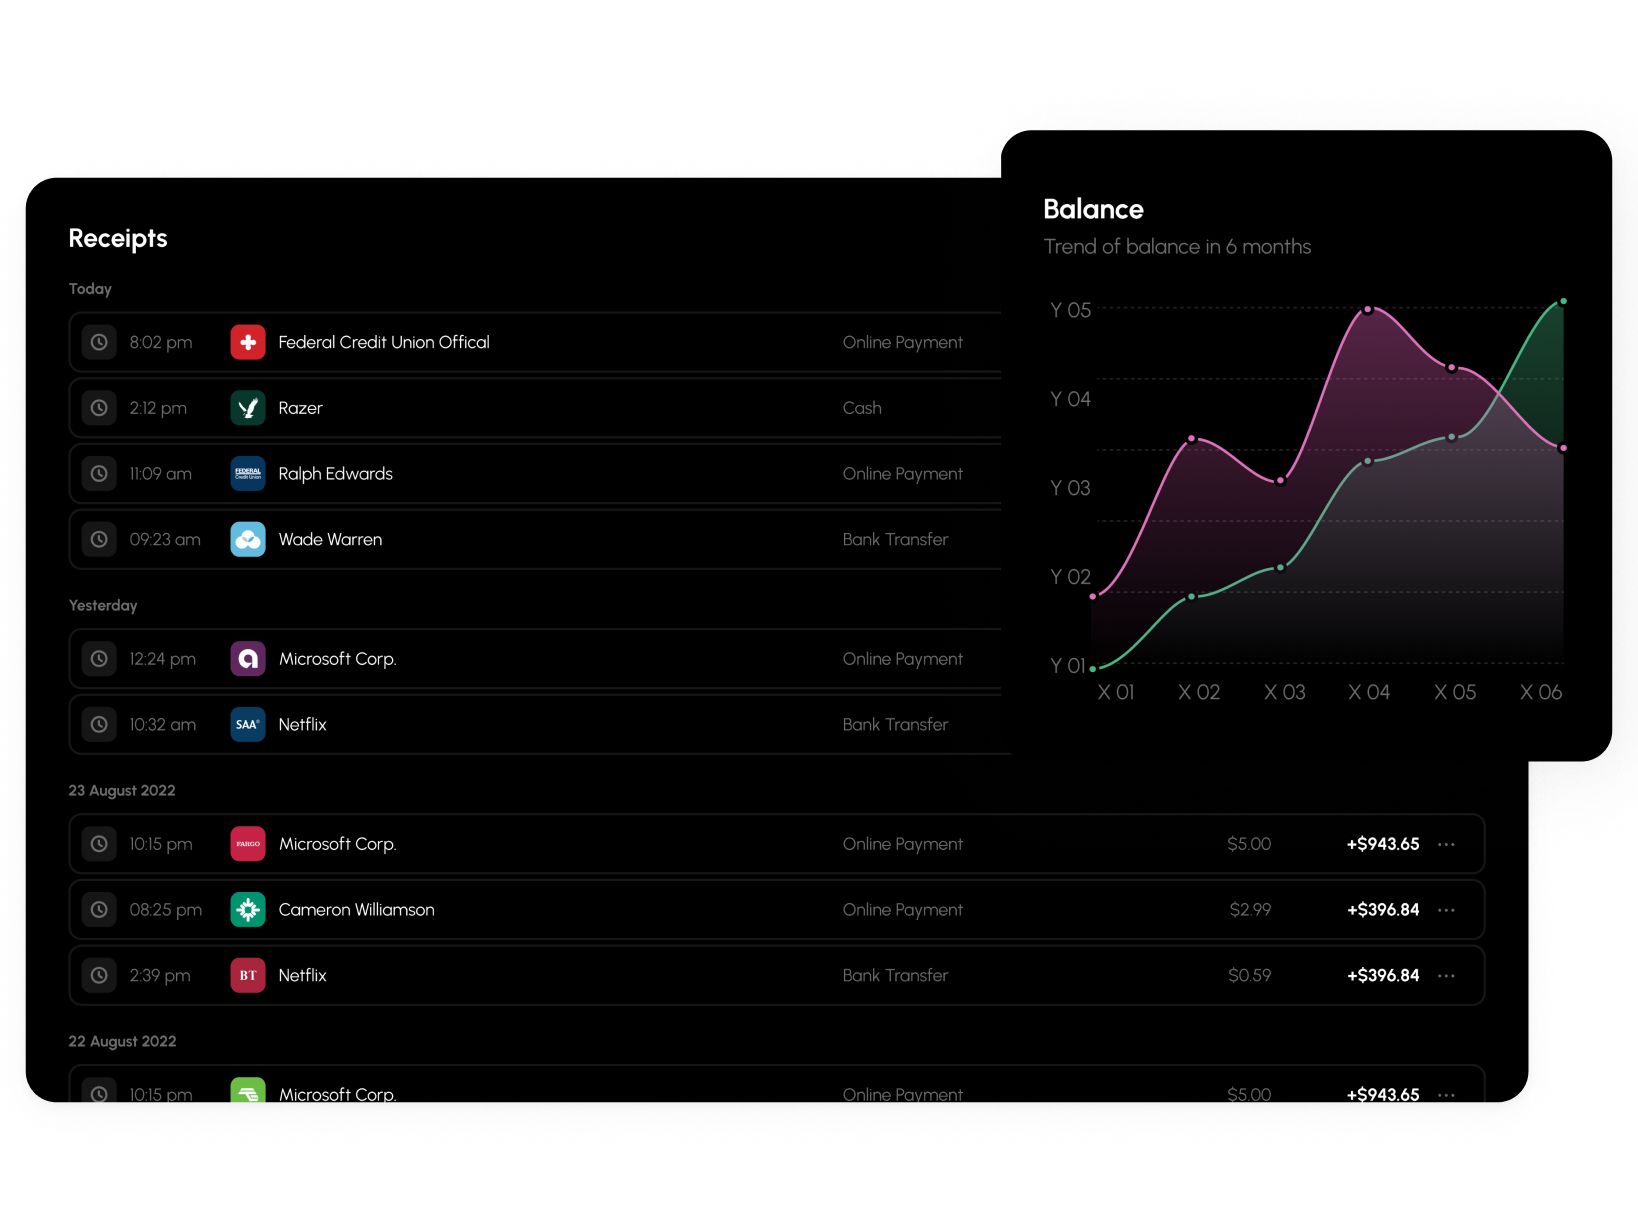 Receipts
Today
8:02 pm Federal Credit Union Offical Online Payment
2:12 pm Razer Cash
11:09 am FEDERAL Credit Union Ralph Edwards Online Payment
09:23 am Wade Warren Bank Transfer
Yesterday
12:24 pm Microsoft Corp. Online Payment
10:32 am SAA® Netflix Bank Transfer
23 August 2022
10:15 pm FARGO Microsoft Corp. Online Payment $5.00 +$943.65
08:25 pm Cameron Williamson Online Payment $2.99 +$396.84
2:39 pm BT Netflix Bank Transfer $0.59 +$396.84
22 August 2022
10:15 pm Microsoft Corp. Online Payment $5.00 +$943.65
Balance
Trend of balance in 6 months
Y 05
Y 04
Y 03
Y 02
Y 01
X 01 X 02 X 03 X 04 X 05 X 06